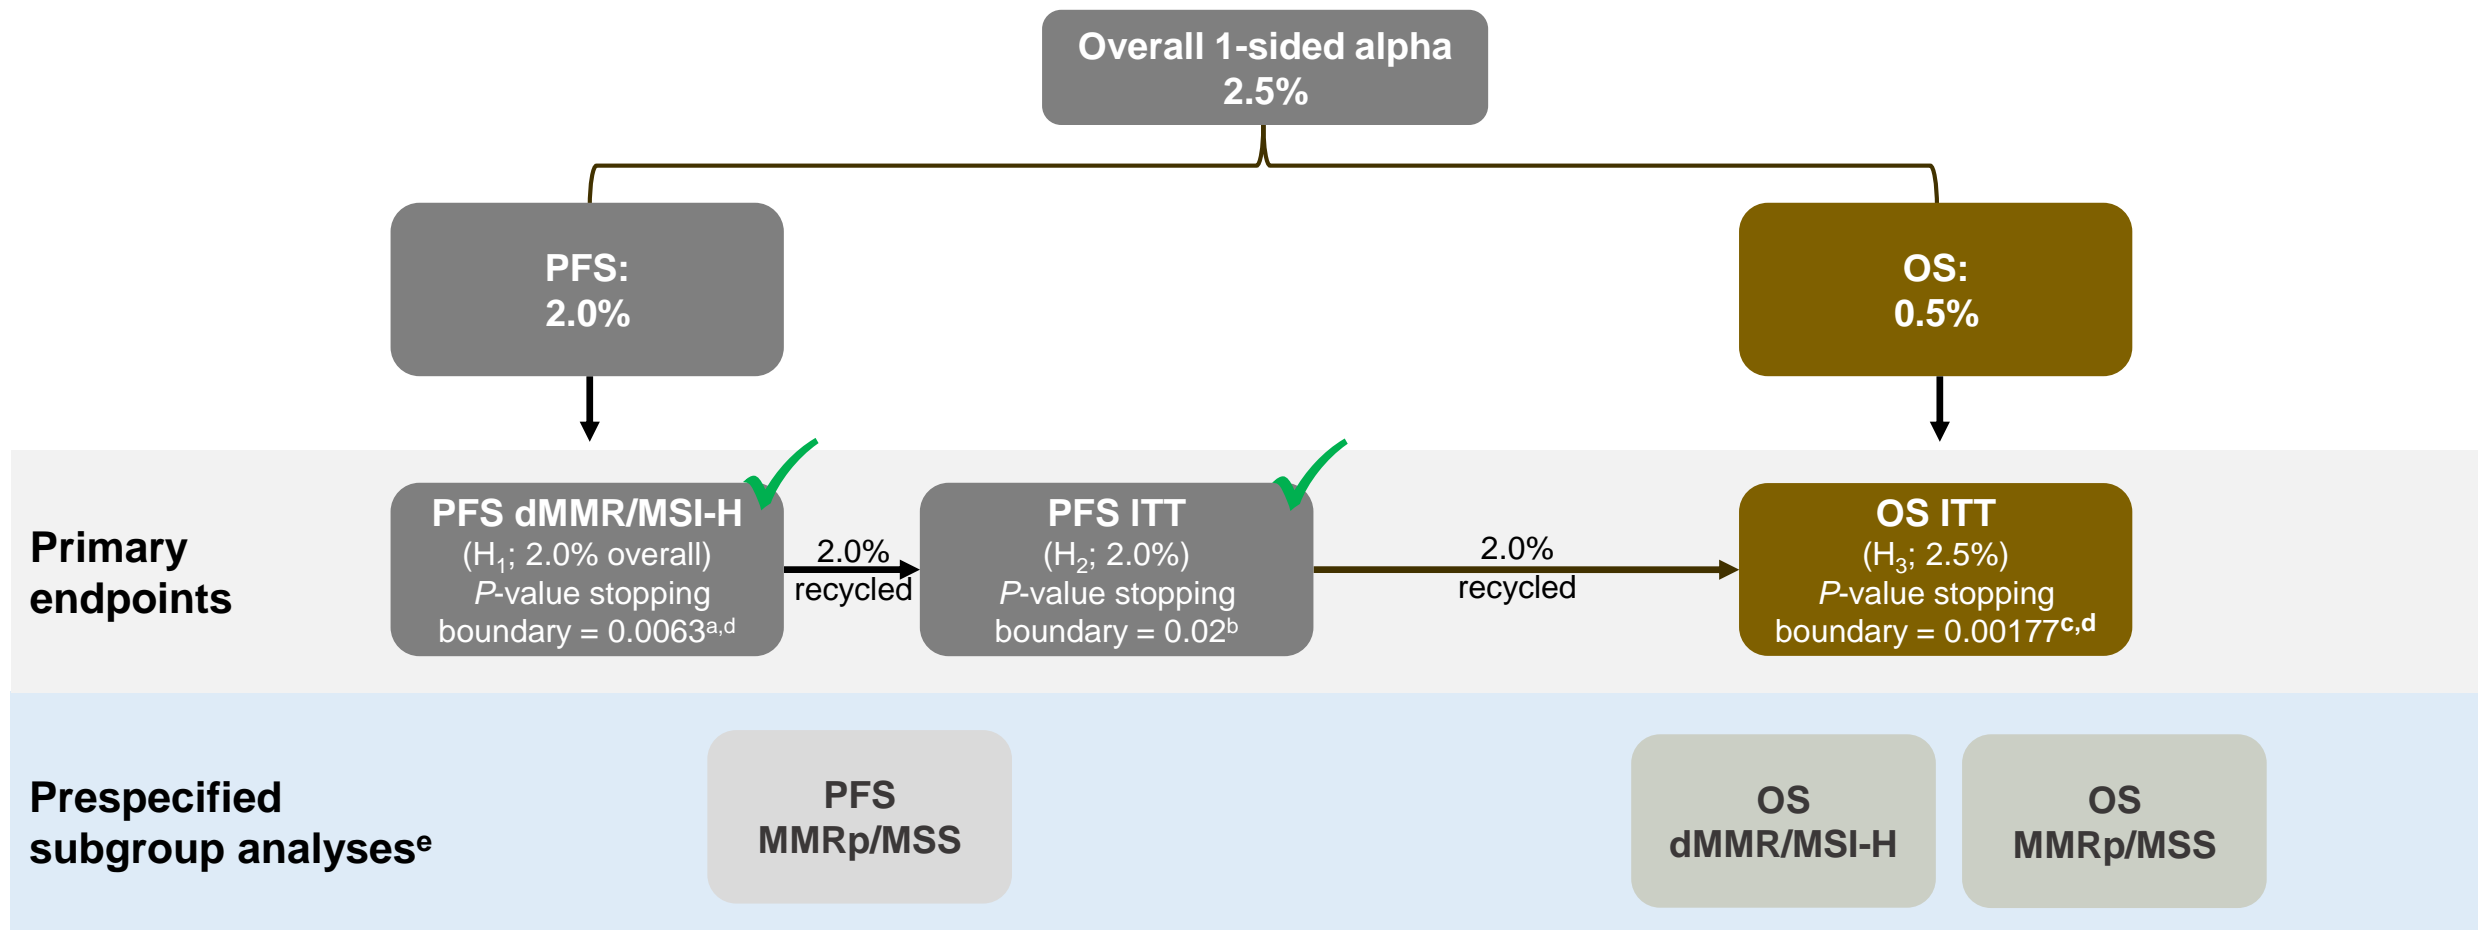 Overall 1-sided alpha
2.5%
PFS:
2.0%
OS:
0.5%
Primary
endpoints
PFS dMMR/MSI-H
(H₁; 2.0% overall)
P-value stopping
boundary = 0.0063ᵃ,ᵈ
2.0%
recycled
PFS ITT
(H₂; 2.0%)
P-value stopping
boundary = 0.02ᵇ
2.0%
recycled
OS ITT
(H₃; 2.5%)
P-value stopping
boundary = 0.00177ᶜ,ᵈ
Prespecified
subgroup analysesᵉ
PFS
MMRp/MSS
OS
dMMR/MSI-H
OS
MMRp/MSS